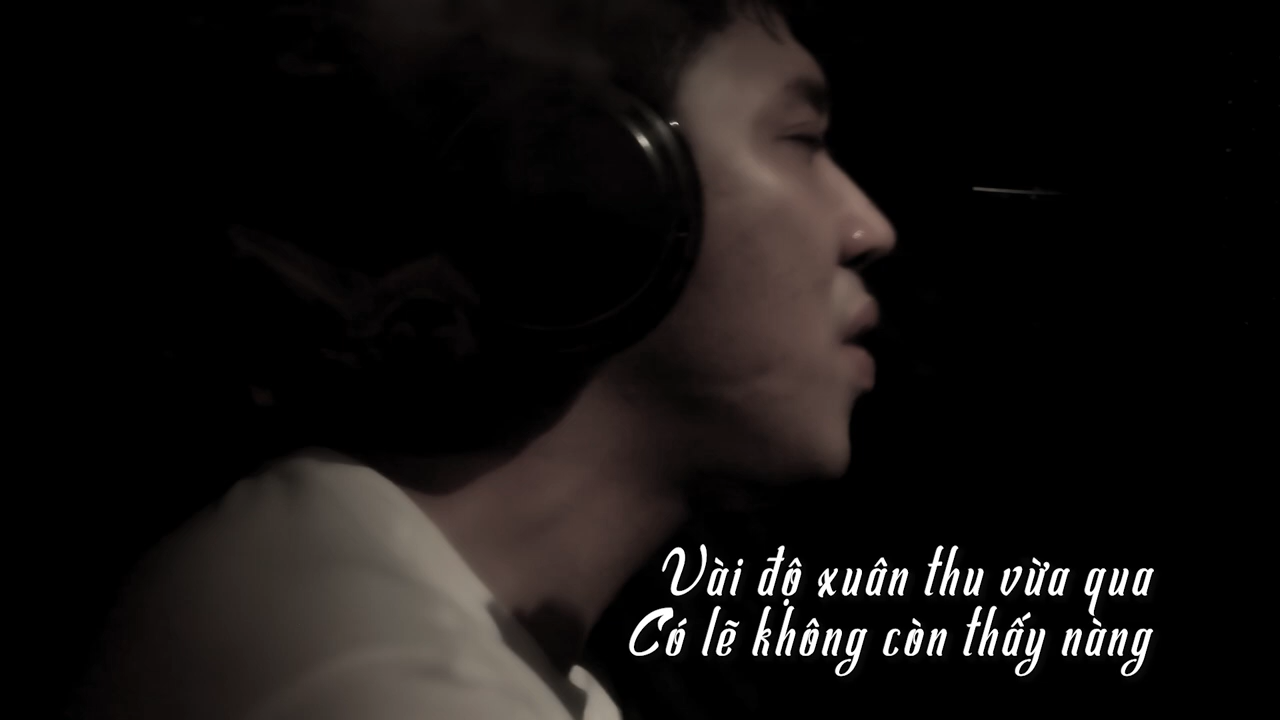 Vài độ xuân thu vừa qua
Có lẽ không còn thấy nàng